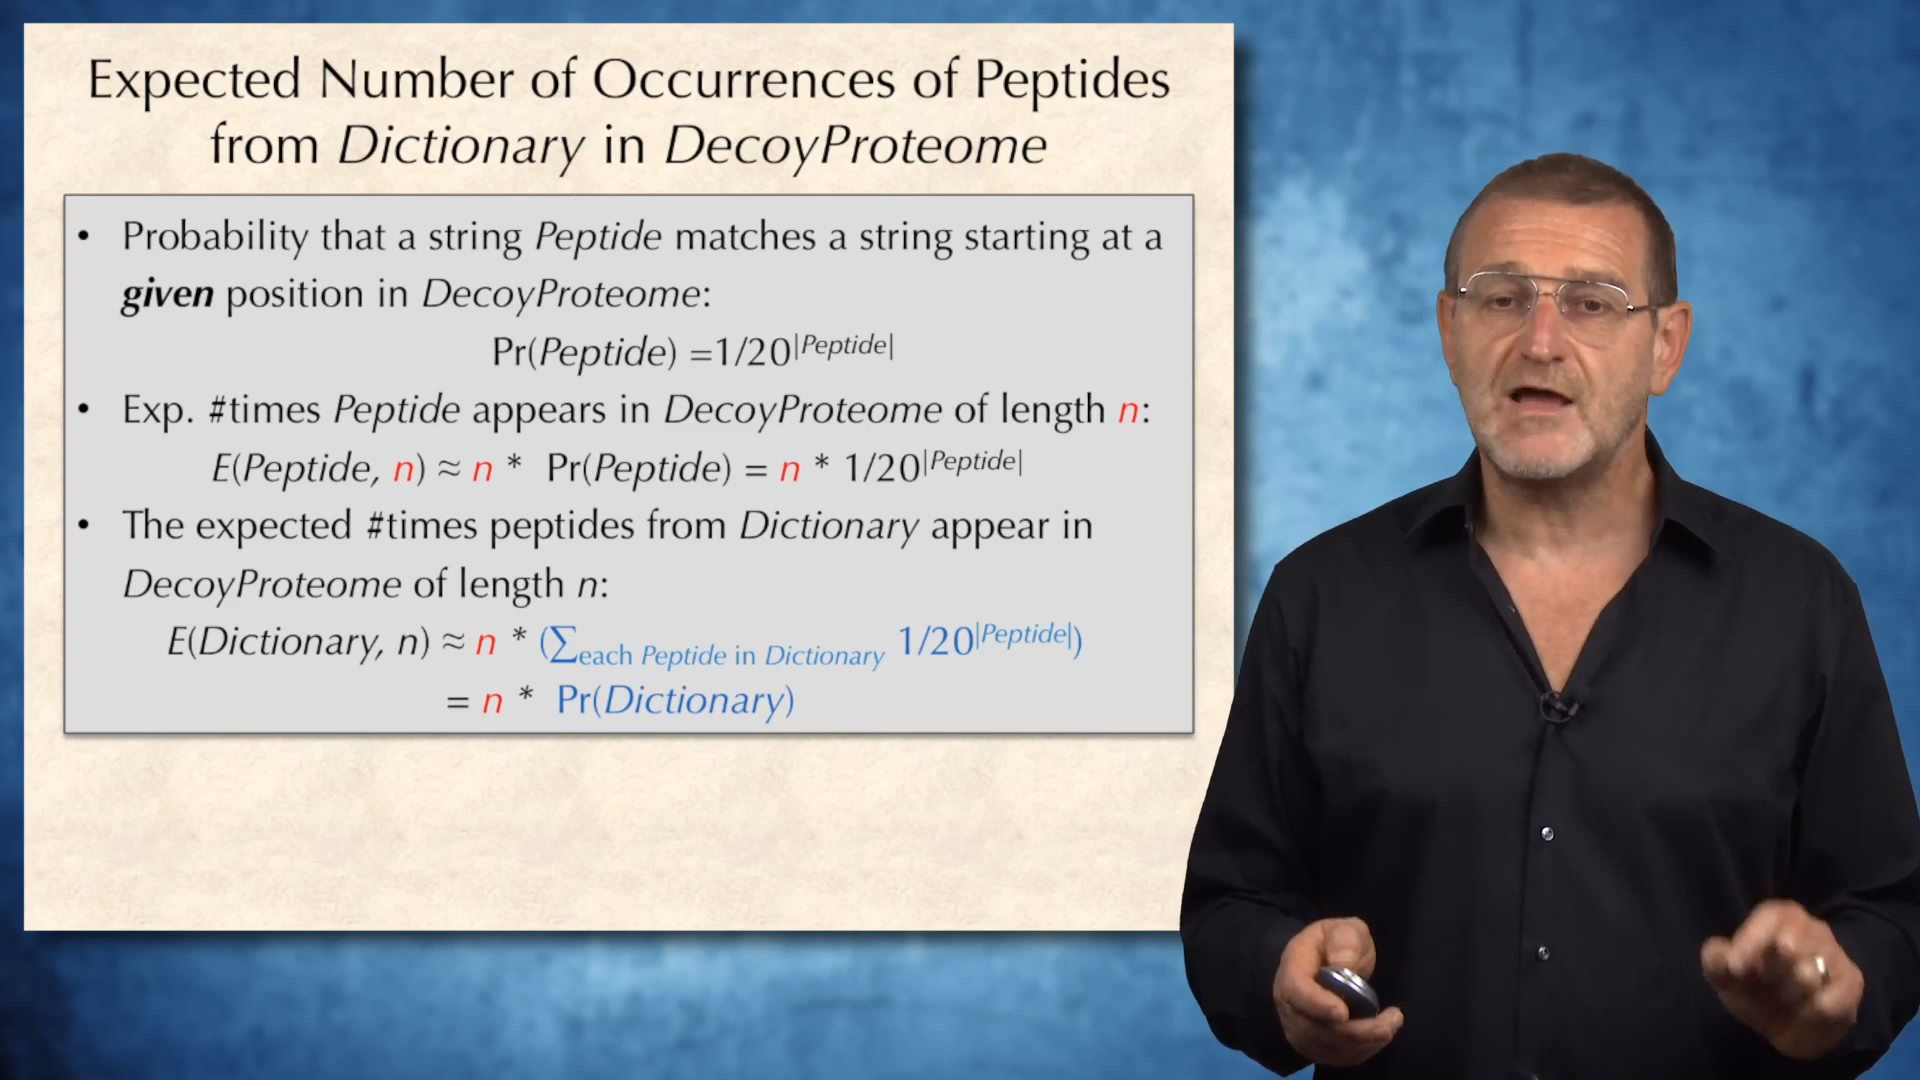 Expected Number of Occurrences of Peptides
from Dictionary in DecoyProteome
• Probability that a string Peptide matches a string starting at a
given position in DecoyProteome:
Pr(Peptide) =1/20^|Peptide|
• Exp. #times Peptide appears in DecoyProteome of length n:
E(Peptide, n) ≈ n * Pr(Peptide) = n * 1/20^|Peptide|
• The expected #times peptides from Dictionary appear in
DecoyProteome of length n:
E(Dictionary, n) ≈ n * (∑each Peptide in Dictionary 1/20^|Peptide|)
= n * Pr(Dictionary)